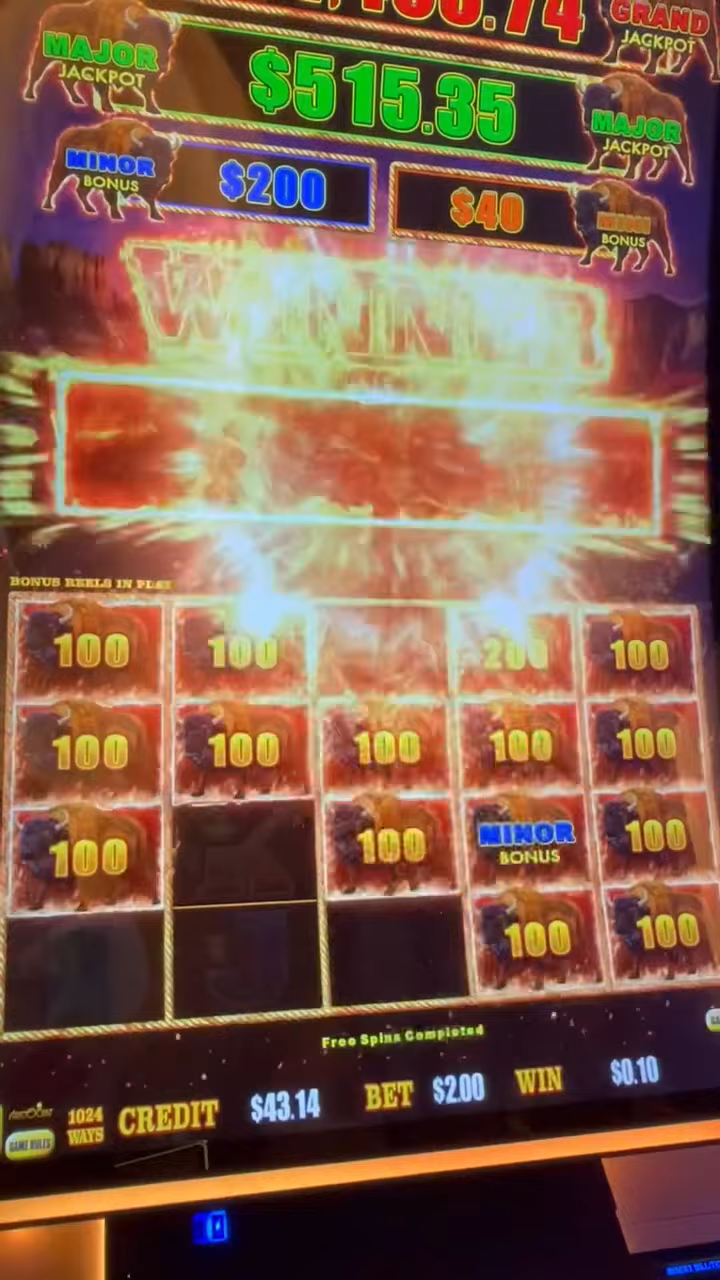 GRAND
JACKPOT
MAJOR
JACKPOT
$515.35
MAJOR
JACKPOT
MINOR
BONUS
$200
$40
MINI
BONUS
WINNER
BONUS REELS IN PLAY
100 100 200 100
100 100 100 100 100
100 100 MINOR 100
BONUS
100 100
Free Spins Completed
1024
WAYS
CREDIT $43.14 BET $2.00 WIN $0.10
GAME RULES